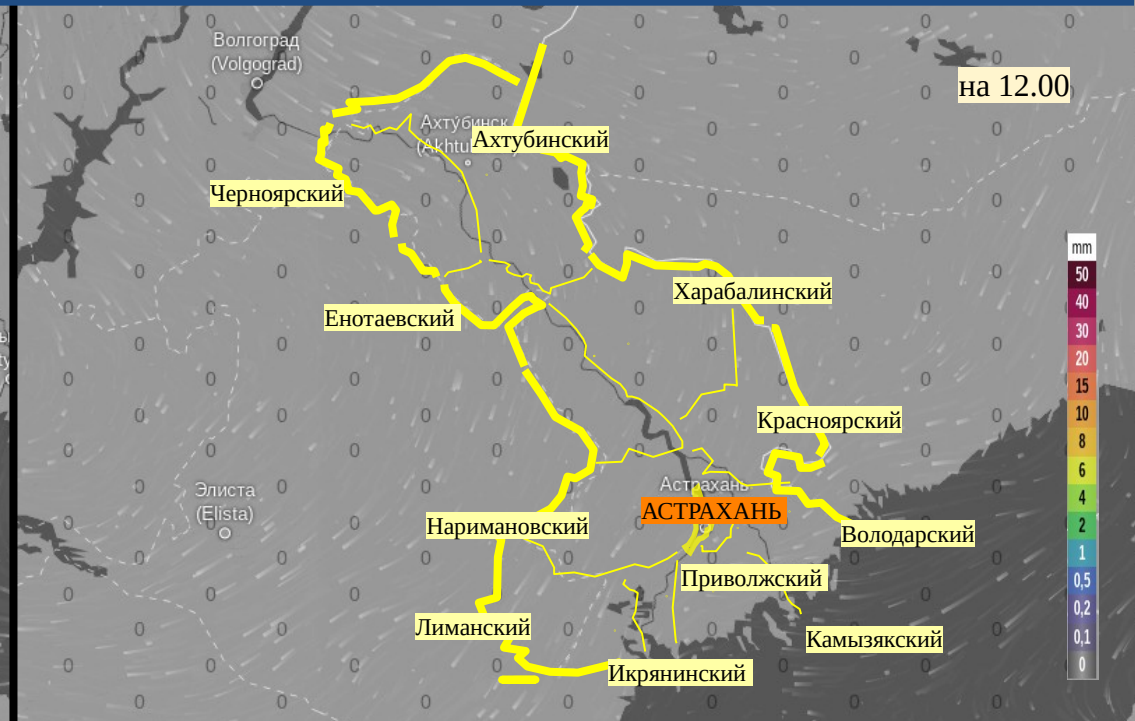 Волгоград
(Volgograd)
на 12.00
Ахтубинск
Ахтубинский
Черноярский
mm
50
40
30
20
15
10
8
6
4
2
1
0,5
0,2
0,1
0
Харабалинский
Енотаевский
Красноярский
Элиста
(Elista)
Астрахань
АСТРАХАНЬ
Наримановский
Володарский
Приволжский
Лиманский
Камызякский
Икрянинский